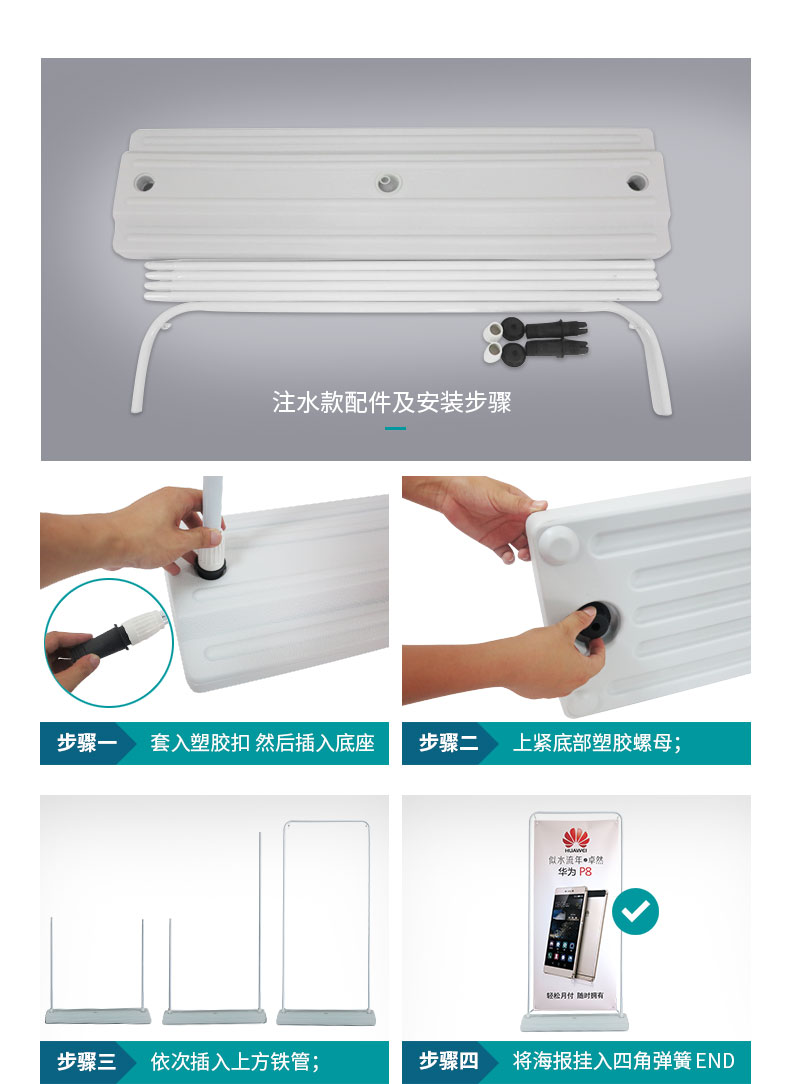 注水款配件及安装步骤
步骤一 套入塑胶扣 然后插入底座
步骤二 上紧底部塑胶螺母;
HUAWEI
似水流年●卓然
华为 P8
轻松月付 随时拥有
步骤三 依次插入上方铁管;
步骤四 将海报挂入四角弹簧 END